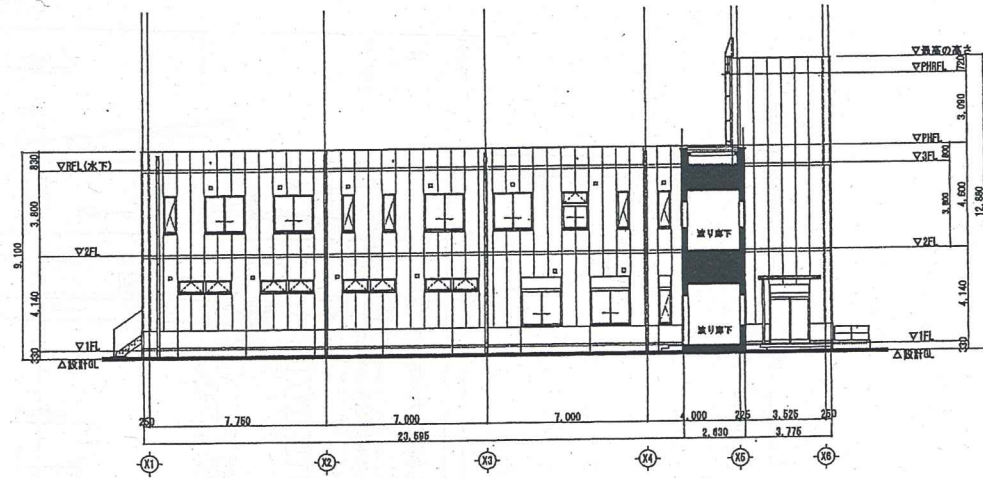 ▽最高の高さ
▽PHRFL
720
3,090
▽PHFL
▽3FL
800
830
▽RFL(水下)
3,800
3,800
4,600
12,880
9,100
渡り廊下
▽2FL
▽2FL
4,140
4,140
渡り廊下
▽1FL
▽1FL
330
330
△設計GL
△設計GL
250
7,750
7,000
7,000
4,000
225
3,525
250
23,595
2,630
3,775
X1
X2
X3
X4
X5
X6